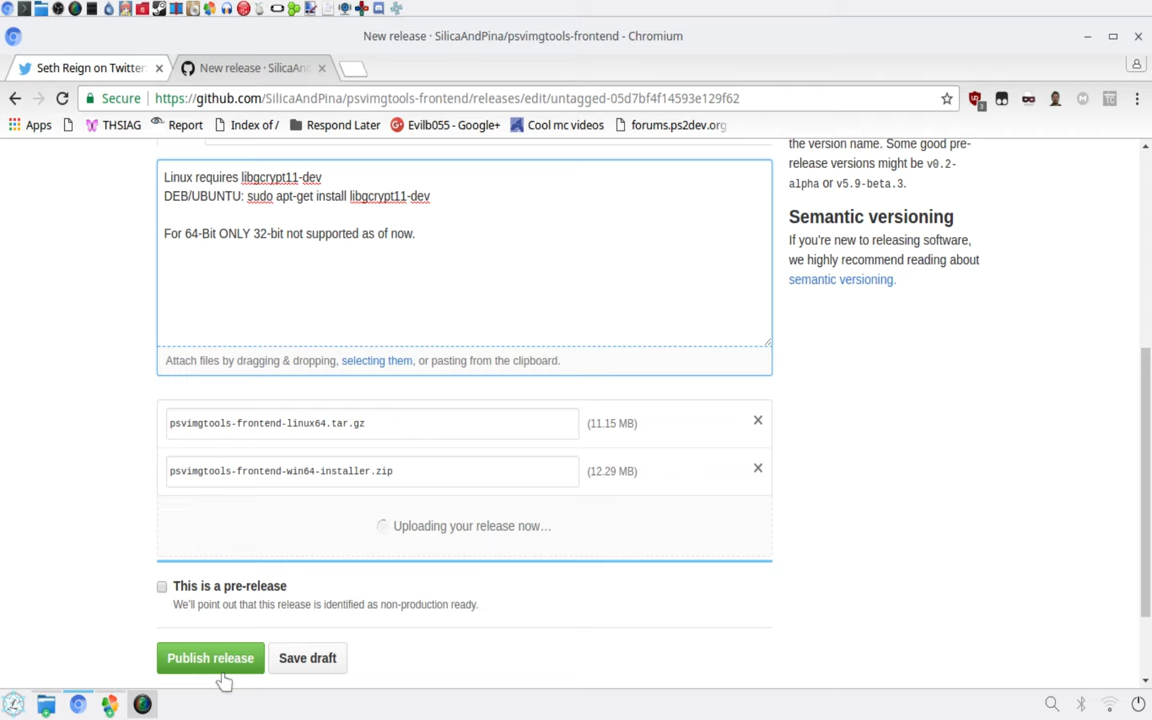 New release · SilicaAndPina/psvimgtools-frontend - Chromium
Seth Reign on Twitter:
New release · SilicaAnd
Secure https://github.com/SilicaAndPina/psvimgtools-frontend/releases/edit/untagged-05d7bf4f14593e129f62
Apps THSIAG Report Index of / Respond Later Evilb055 - Google+ Cool mc videos forums.ps2dev.org
the version name. Some good pre-
release versions might be v0.2-
alpha or v5.9-beta.3.
Semantic versioning
If you're new to releasing software,
we highly recommend reading about
semantic versioning.
Linux requires libgcrypt11-dev
DEB/UBUNTU: sudo apt-get install libgcrypt11-dev
For 64-Bit ONLY 32-bit not supported as of now.
Attach files by dragging & dropping, selecting them, or pasting from the clipboard.
psvimgtools-frontend-linux64.tar.gz (11.15 MB)
psvimgtools-frontend-win64-installer.zip (12.29 MB)
Uploading your release now…
This is a pre-release
We'll point out that this release is identified as non-production ready.
Publish release Save draft